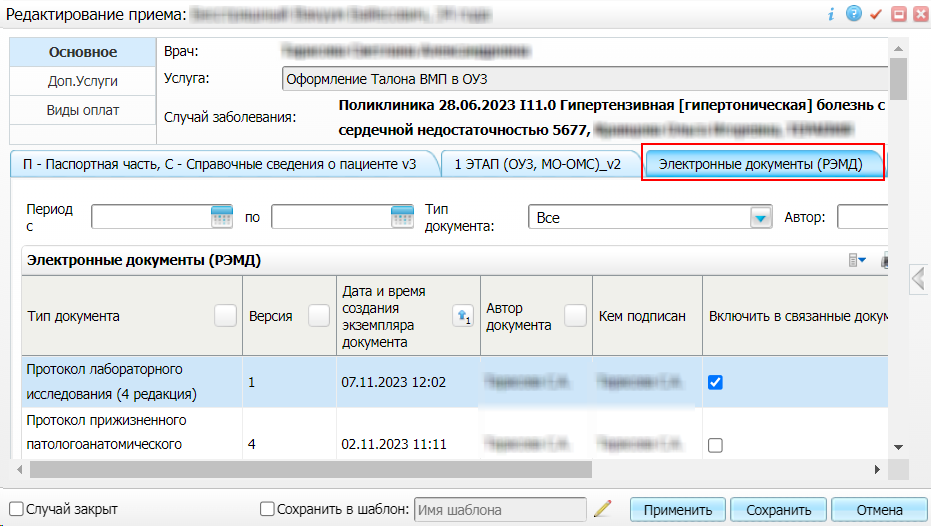 Редактирование приема:
Основное
Доп.Услуги
Виды оплат
Врач:
Услуга: Оформление Талона ВМП в ОУЗ
Случай заболевания: Поликлиника 28.06.2023 I11.0 Гипертензивная [гипертоническая] болезнь с
сердечной недостаточностью 5677,
П - Паспортная часть, С - Справочные сведения о пациенте v3 1 ЭТАП (ОУЗ, МО-ОМС)_v2 Электронные документы (РЭМД)
Период с по Тип документа: Все Автор:
Электронные документы (РЭМД)
Тип документа Версия Дата и время создания экземпляра документа 1 Автор документа Кем подписан Включить в связанные докум
Протокол лабораторного исследования (4 редакция) 1 07.11.2023 12:02
Протокол прижизненного патологоанатомического 4 02.11.2023 11:11
Случай закрыт Сохранить в шаблон: Имя шаблона Применить Сохранить Отмена